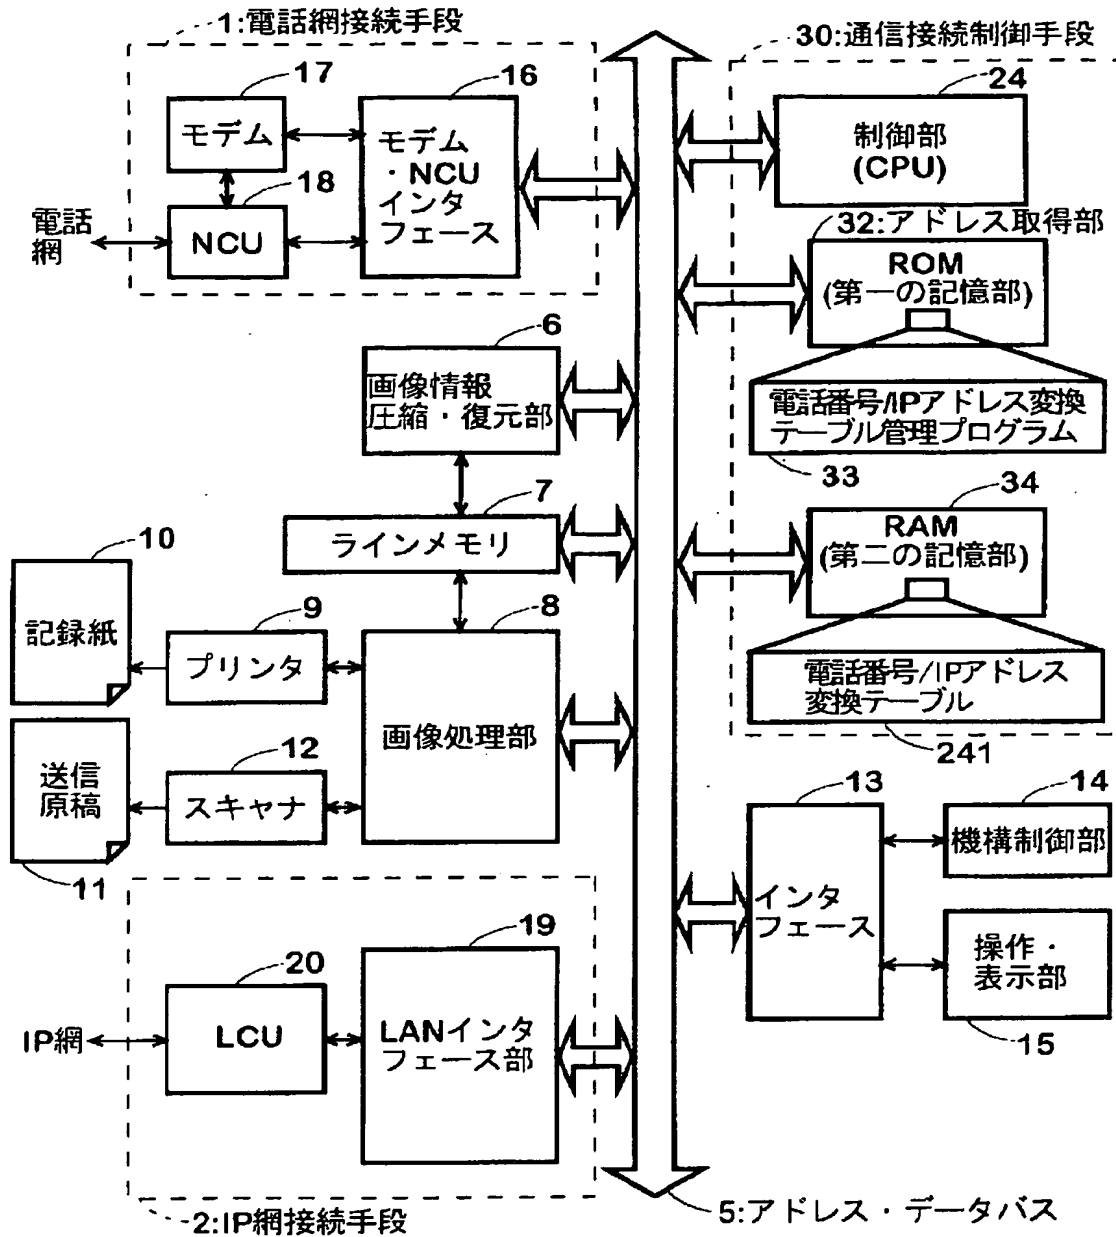 1:電話網接続手段
17
16
モデム
モデム
・NCU
インタ
フェース
18
電話
網
NCU
30:通信接続制御手段
24
制御部
(CPU)
32:アドレス取得部
ROM
(第一の記憶部)
電話番号/IPアドレス変換
テーブル管理プログラム
33
6
画像情報
圧縮・復元部
7
ラインメモリ
34
RAM
(第二の記憶部)
電話番号/IPアドレス
変換テーブル
241
10
記録紙
9
プリンタ
8
画像処理部
送信
原稿
11
12
スキャナ
13
インタ
フェース
14
機構制御部
操作・
表示部
15
19
20
IP網
LCU
LANインタ
フェース部
2:IP網接続手段
5:アドレス・データバス